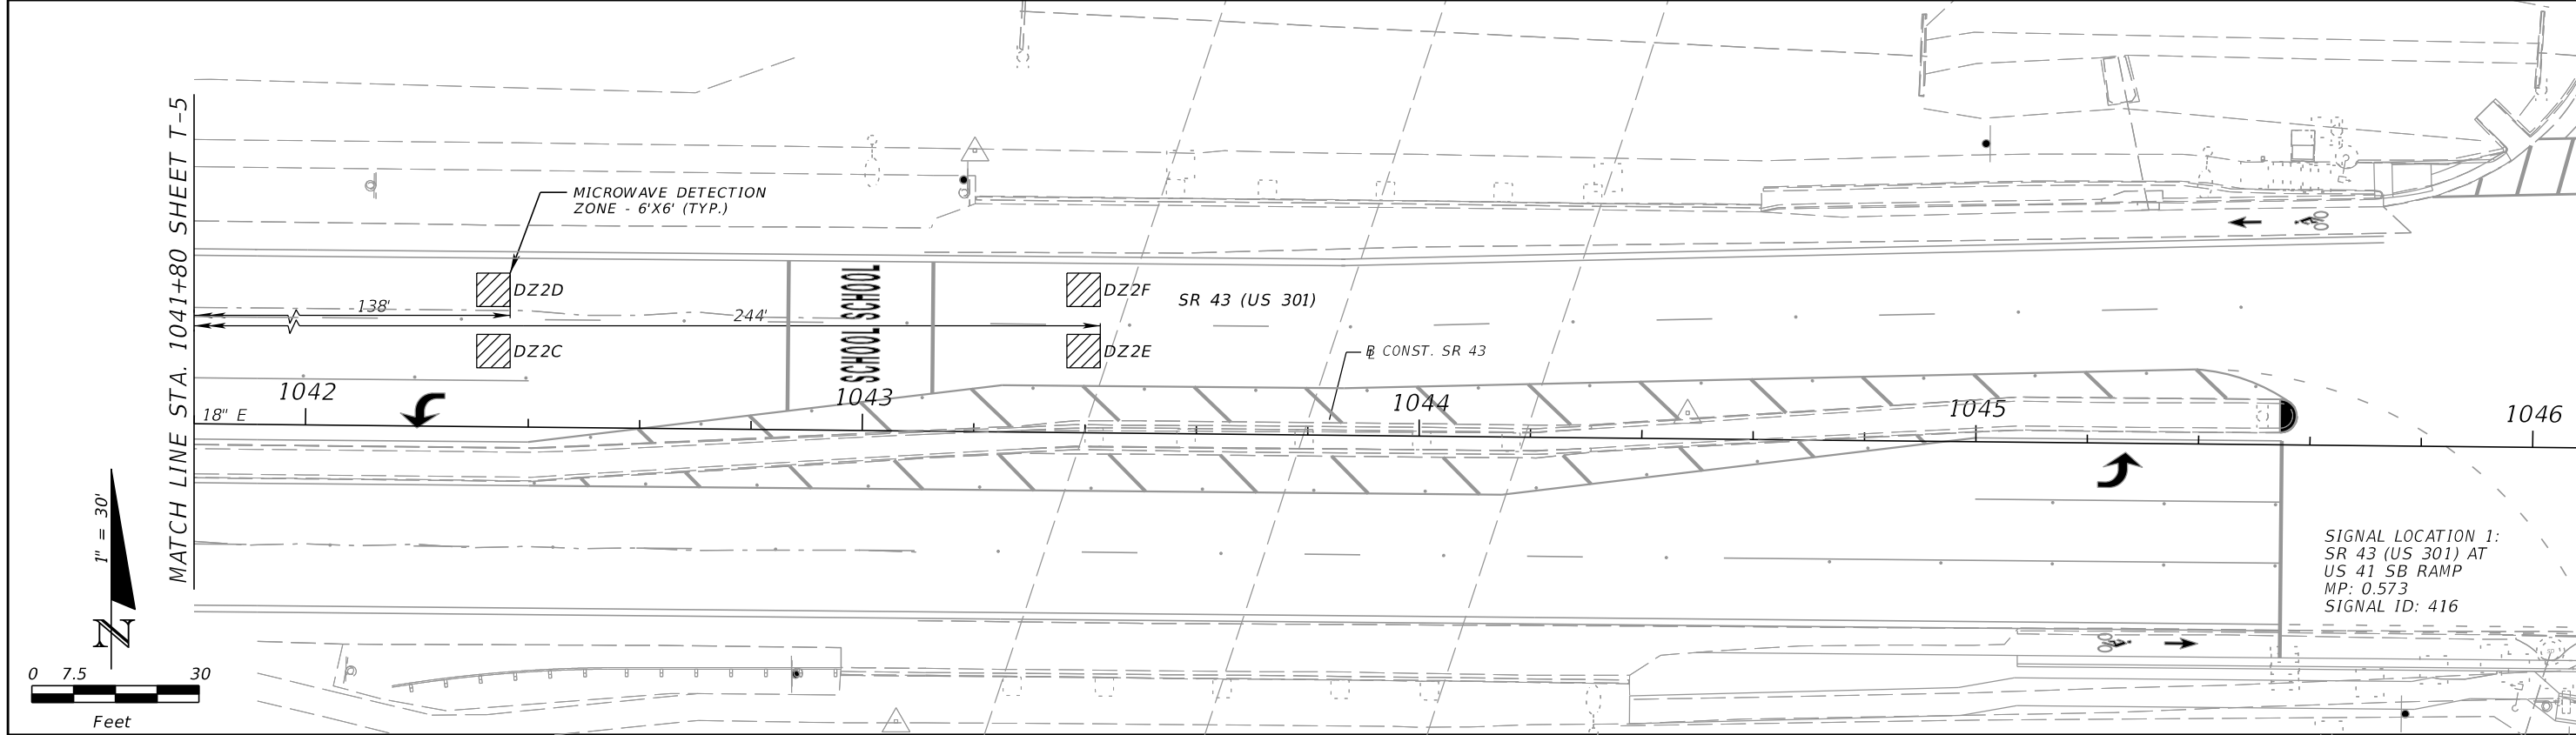 MATCH LINE STA. 1041+80 SHEET T-5
MICROWAVE DETECTION
ZONE - 6'X6' (TYP.)
DZ2D
138'
244'
DZ2C
SCHOOL
SCHOOL
DZ2F
SR 43 (US 301)
DZ2E
BL CONST. SR 43
1042
1043
1044
1045
1046
18" E
1" = 30'
N
0 7.5 30
Feet
SIGNAL LOCATION 1:
SR 43 (US 301) AT
US 41 SB RAMP
MP: 0.573
SIGNAL ID: 416